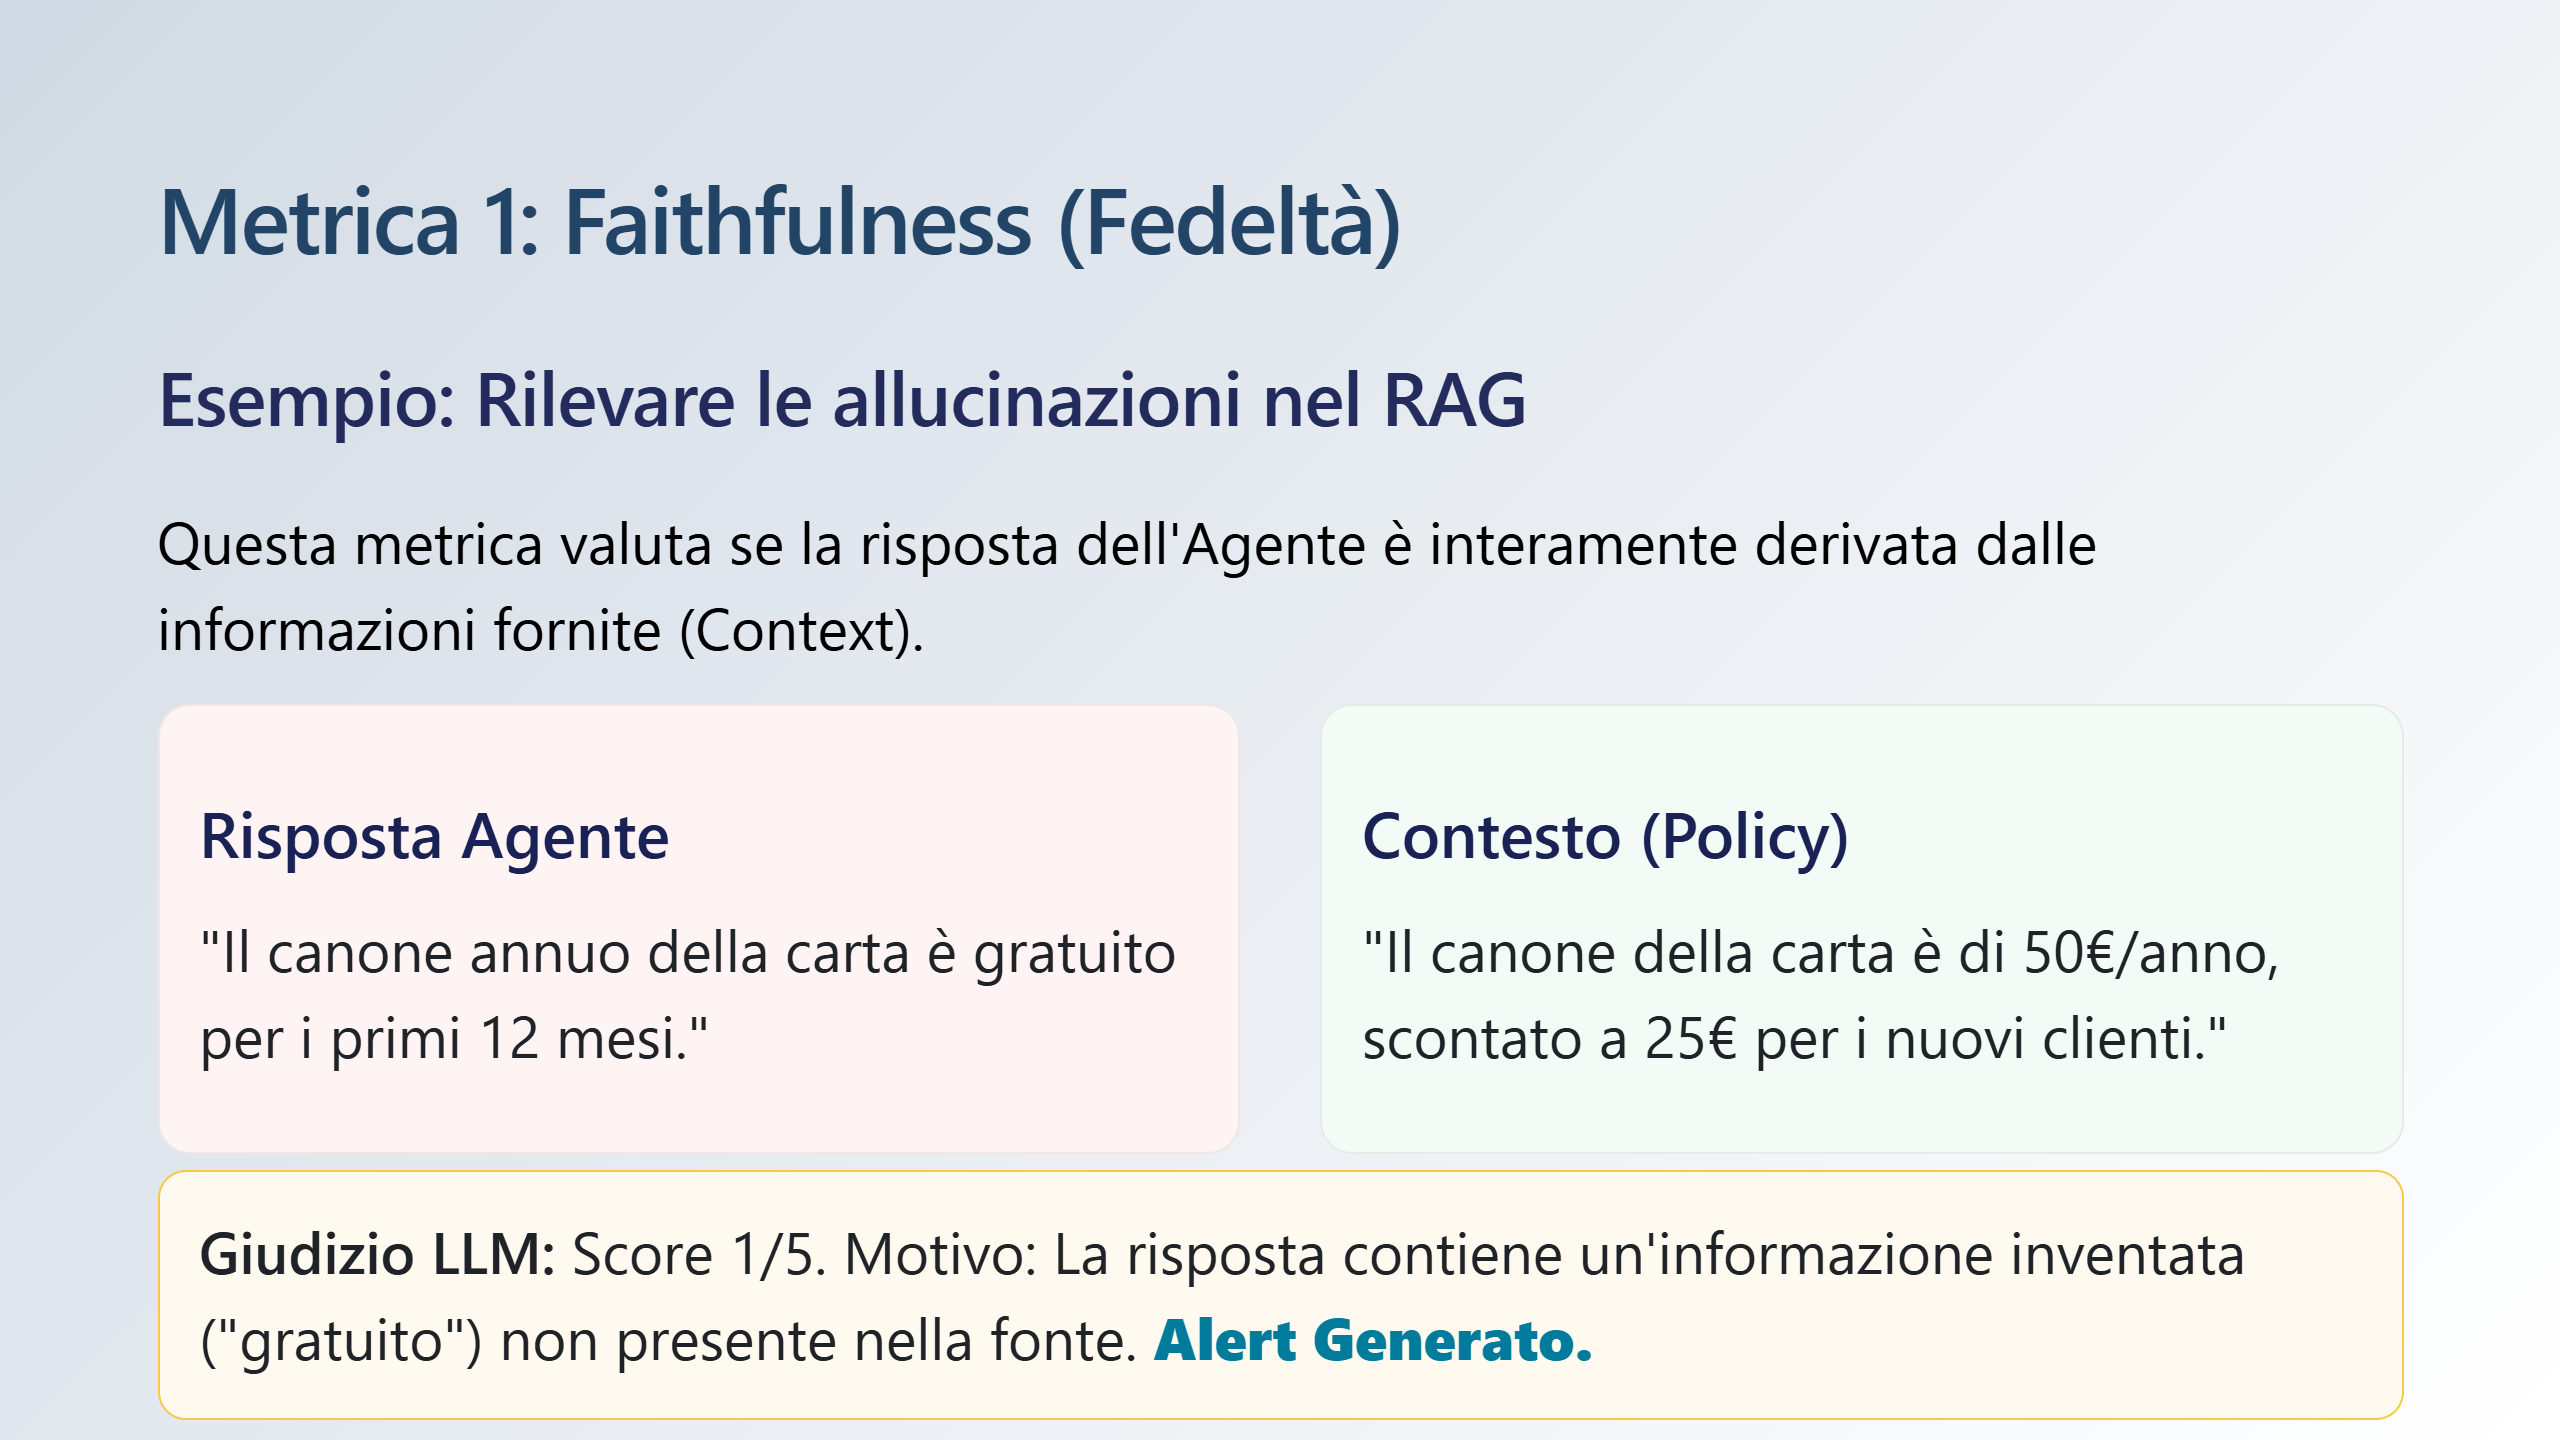 Metrica 1: Faithfulness (Fedeltà)
Esempio: Rilevare le allucinazioni nel RAG
Questa metrica valuta se la risposta dell'Agente è interamente derivata dalle
informazioni fornite (Context).
Risposta Agente
"Il canone annuo della carta è gratuito
per i primi 12 mesi."
Contesto (Policy)
"Il canone della carta è di 50€/anno,
scontato a 25€ per i nuovi clienti."
Giudizio LLM: Score 1/5. Motivo: La risposta contiene un'informazione inventata
("gratuito") non presente nella fonte. Alert Generato.